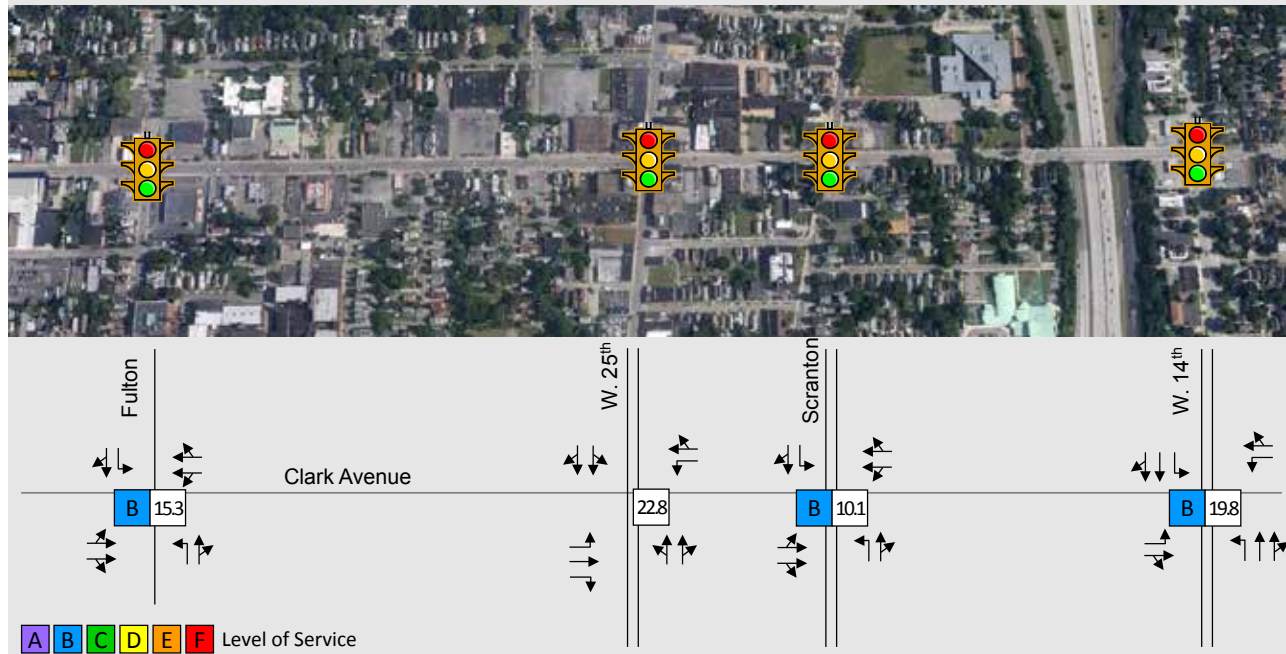 Fulton
W. 25th
Scranton
W. 14th
Clark Avenue
B 15.3
22.8
B 10.1
B 19.8
A B C D E F Level of Service